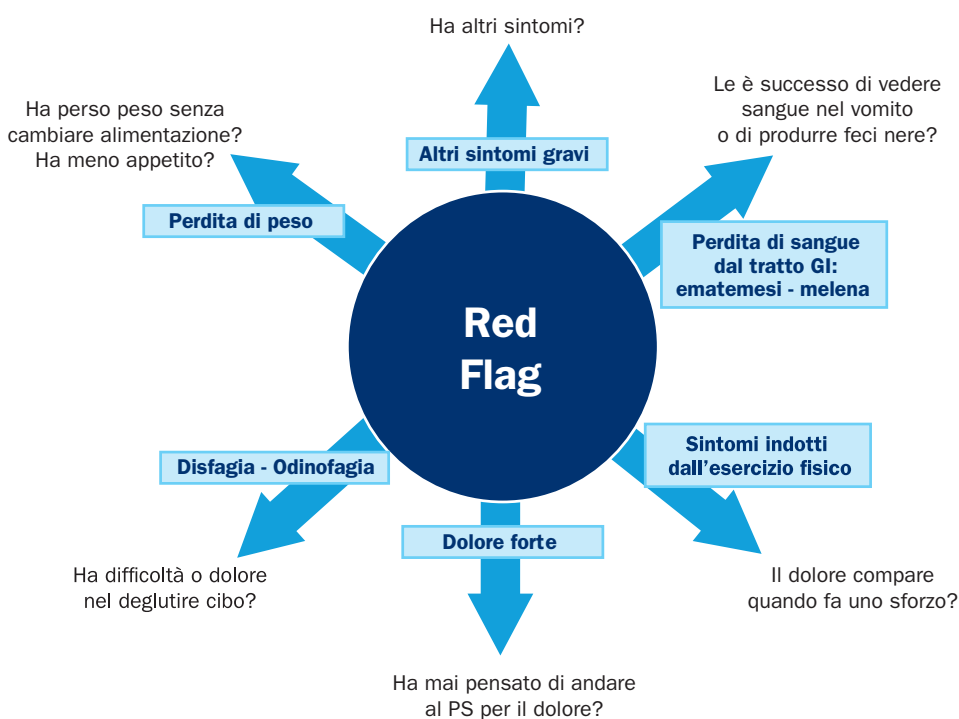 Ha altri sintomi?
Altri sintomi gravi
Le è successo di vedere
sangue nel vomito
o di produrre feci nere?
Perdita di sangue
dal tratto GI:
ematemesi - melena
Ha perso peso senza
cambiare alimentazione?
Ha meno appetito?
Perdita di peso
Red
Flag
Disfagia - Odinofagia
Ha difficoltà o dolore
nel deglutire cibo?
Dolore forte
Ha mai pensato di andare
al PS per il dolore?
Sintomi indotti
dall’esercizio fisico
Il dolore compare
quando fa uno sforzo?